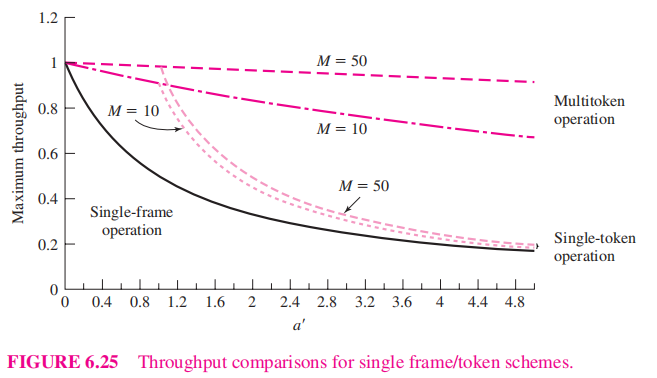 1.2
1
0.8
0.6
0.4
0.2
0
Maximum throughput
M = 50
M = 10
M = 10
M = 50
Multitoken
operation
Single-frame
operation
Single-token
operation
0 0.4 0.8 1.2 1.6 2 2.4 2.8 3.2 3.6 4 4.4 4.8
a′
FIGURE 6.25 Throughput comparisons for single frame/token schemes.